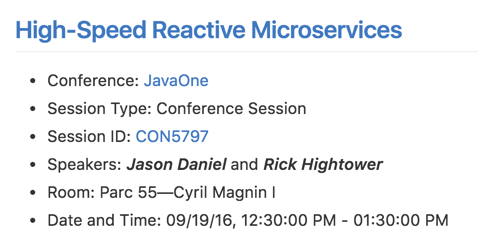 High-Speed Reactive Microservices
• Conference: JavaOne
• Session Type: Conference Session
• Session ID: CON5797
• Speakers: Jason Daniel and Rick Hightower
• Room: Parc 55—Cyril Magnin I
• Date and Time: 09/19/16, 12:30:00 PM - 01:30:00 PM